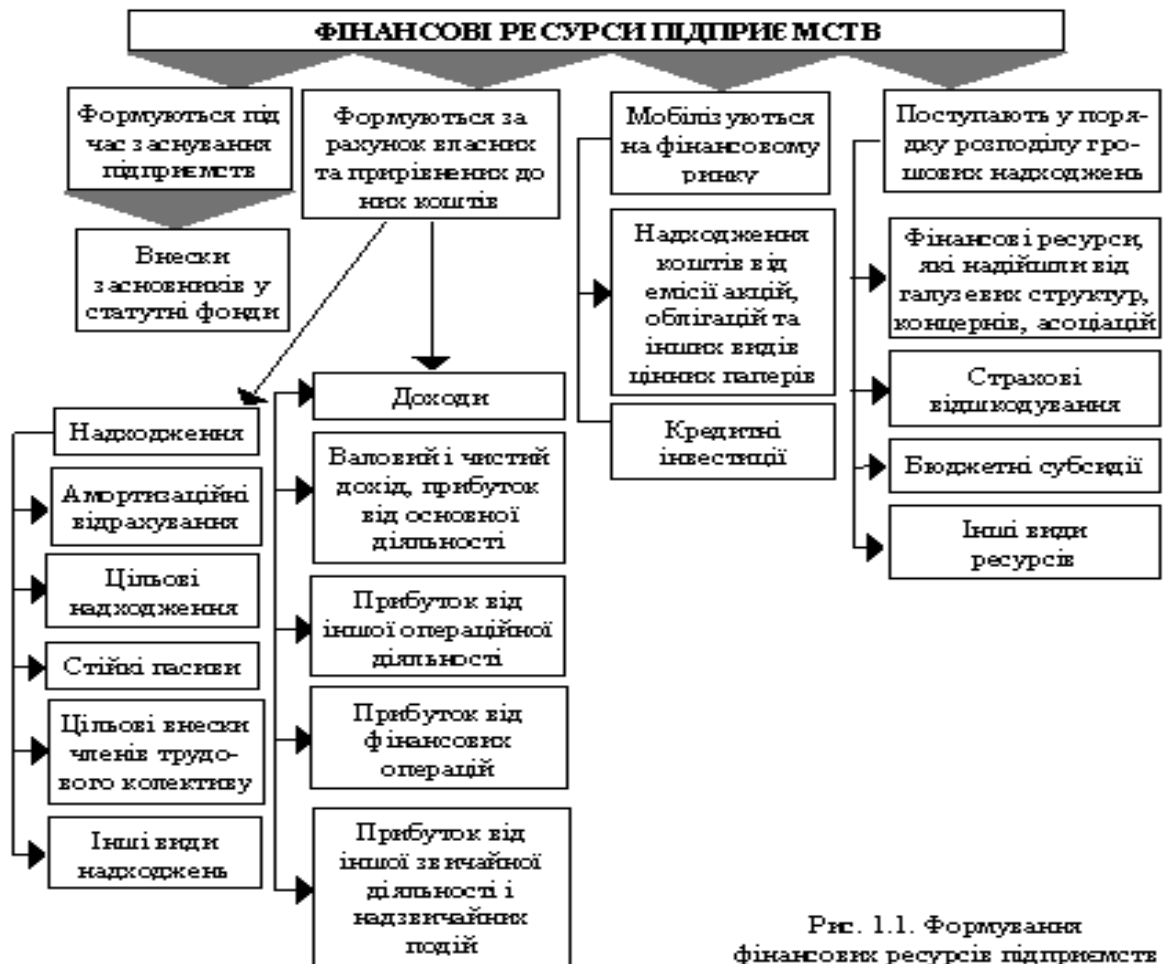 ФІНАНСОВІ РЕСУРСИ ПІДПРИЄМСТВ
Формуються під
час заснування
підприємств
Внески
засновників у
статутні фонди
Формуються за
рахунок власних
та прирівнених до
них коштів
Надходження
Амортизаційні
відрахування
Цільові
надходження
Стійкі пасиви
Цільові внески
членів трудо-
вого колективу
Інші види
надходжень
Доходи
Валовий і чистий
дохід, прибуток
від основної
діяльності
Прибуток від
іншої операційної
діяльності
Прибуток від
фінансових
операцій
Прибуток від
іншої звичайної
діяльності і
надзвичайних
подій
Мобілізуються
на фінансовому
ринку
Надходження
коштів від
емісії акцій,
облігацій та
інших видів
цінних паперів
Кредитні
інвестиції
Поступають у поря-
дку розподілу гро-
шових надходжень
Фінансові ресурси,
які надійшли від
галузевих структур,
концернів, асоціацій
Страхові
відшкодування
Бюджетні субсидії
Інші види
ресурсів
Рис. 1.1. Формування
фінансових ресурсів підприємств